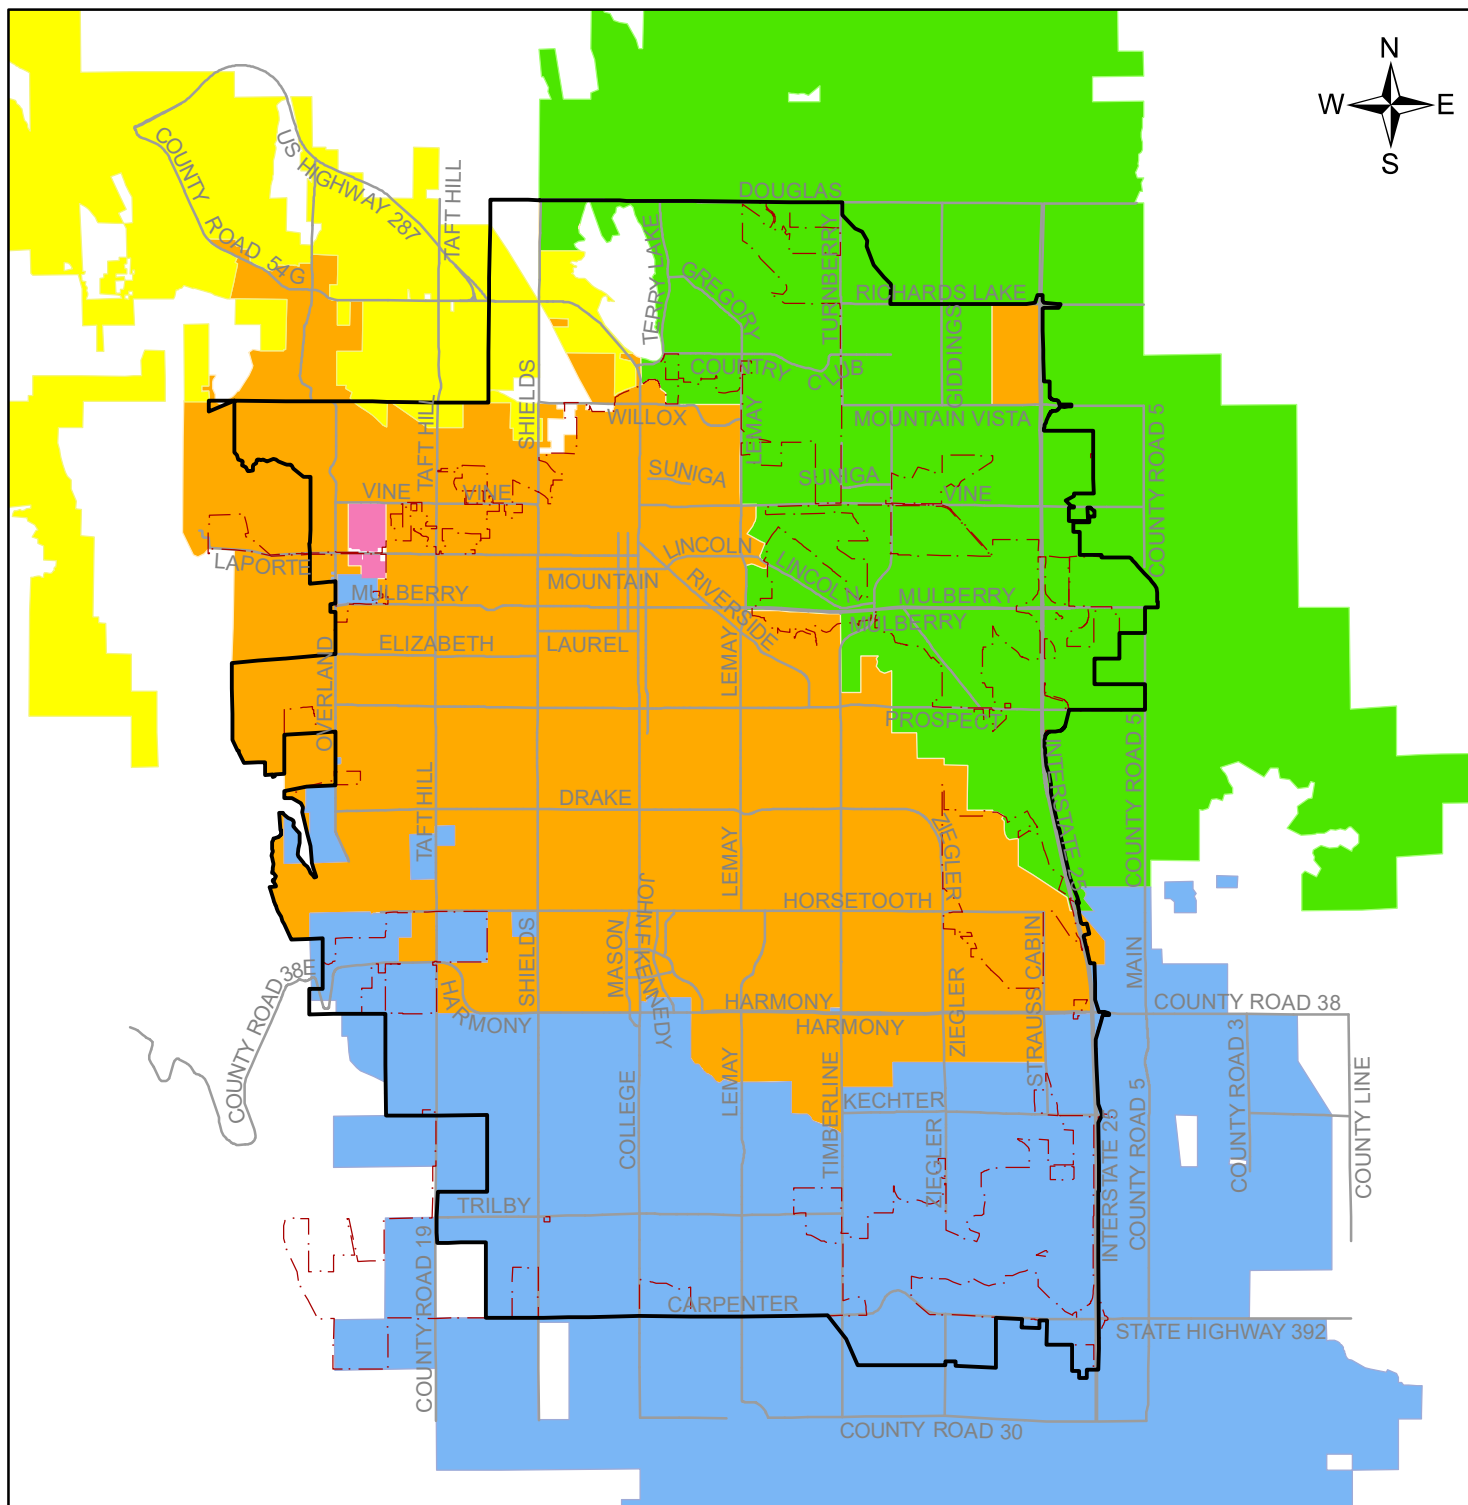 N
W E
S
COUNTY ROAD 54G
US HIGHWAY 287
TAFT HILL
DOUGLAS
TERRY LAKE
GREGORY
TURNBERRY
RICHARDS LAKE
GIDDINGS
COUNTRY CLUB
SHIELDS
WILLOX
LEMAY
MOUNTAIN VISTA
COUNTY ROAD 5
TAFT HILL
VINE
VINE
SUNIGA
SUNIGA
VINE
LAPORTE
LINCOLN
LINCOLN
MOUNTAIN
RIVERSIDE
MULBERRY
MULBERRY
MULBERRY
ELIZABETH
LAUREL
LEMAY
OVERLAND
PROSPECT
INTERSTATE 25
COUNTY ROAD 5
DRAKE
TAFT HILL
LEMAY
ZIEGLER
HORSETOOTH
JOHN F KENNEDY
MASON
SHIELDS
STRAUSS CABIN
MAIN
COUNTY ROAD 38E
HARMONY
HARMONY
HARMONY
ZIEGLER
COUNTY ROAD 38
COUNTY ROAD 3
COUNTY LINE
COLLEGE
LEMAY
TIMBERLINE
KECHTER
ZIEGLER
INTERSTATE 25
COUNTY ROAD 5
TRILBY
COUNTY ROAD 19
CARPENTER
STATE HIGHWAY 392
COUNTY ROAD 30